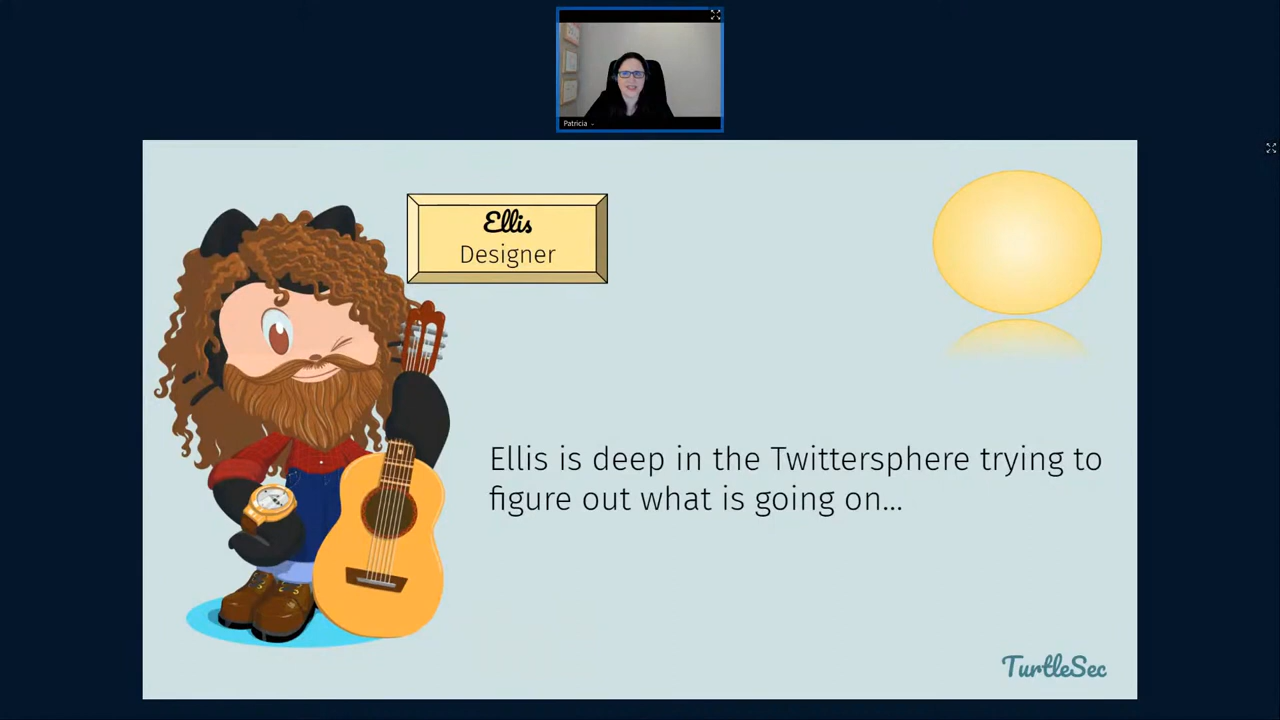 Patricia
Ellis
Designer
Ellis is deep in the Twittersphere trying to
figure out what is going on...
TurtleSec